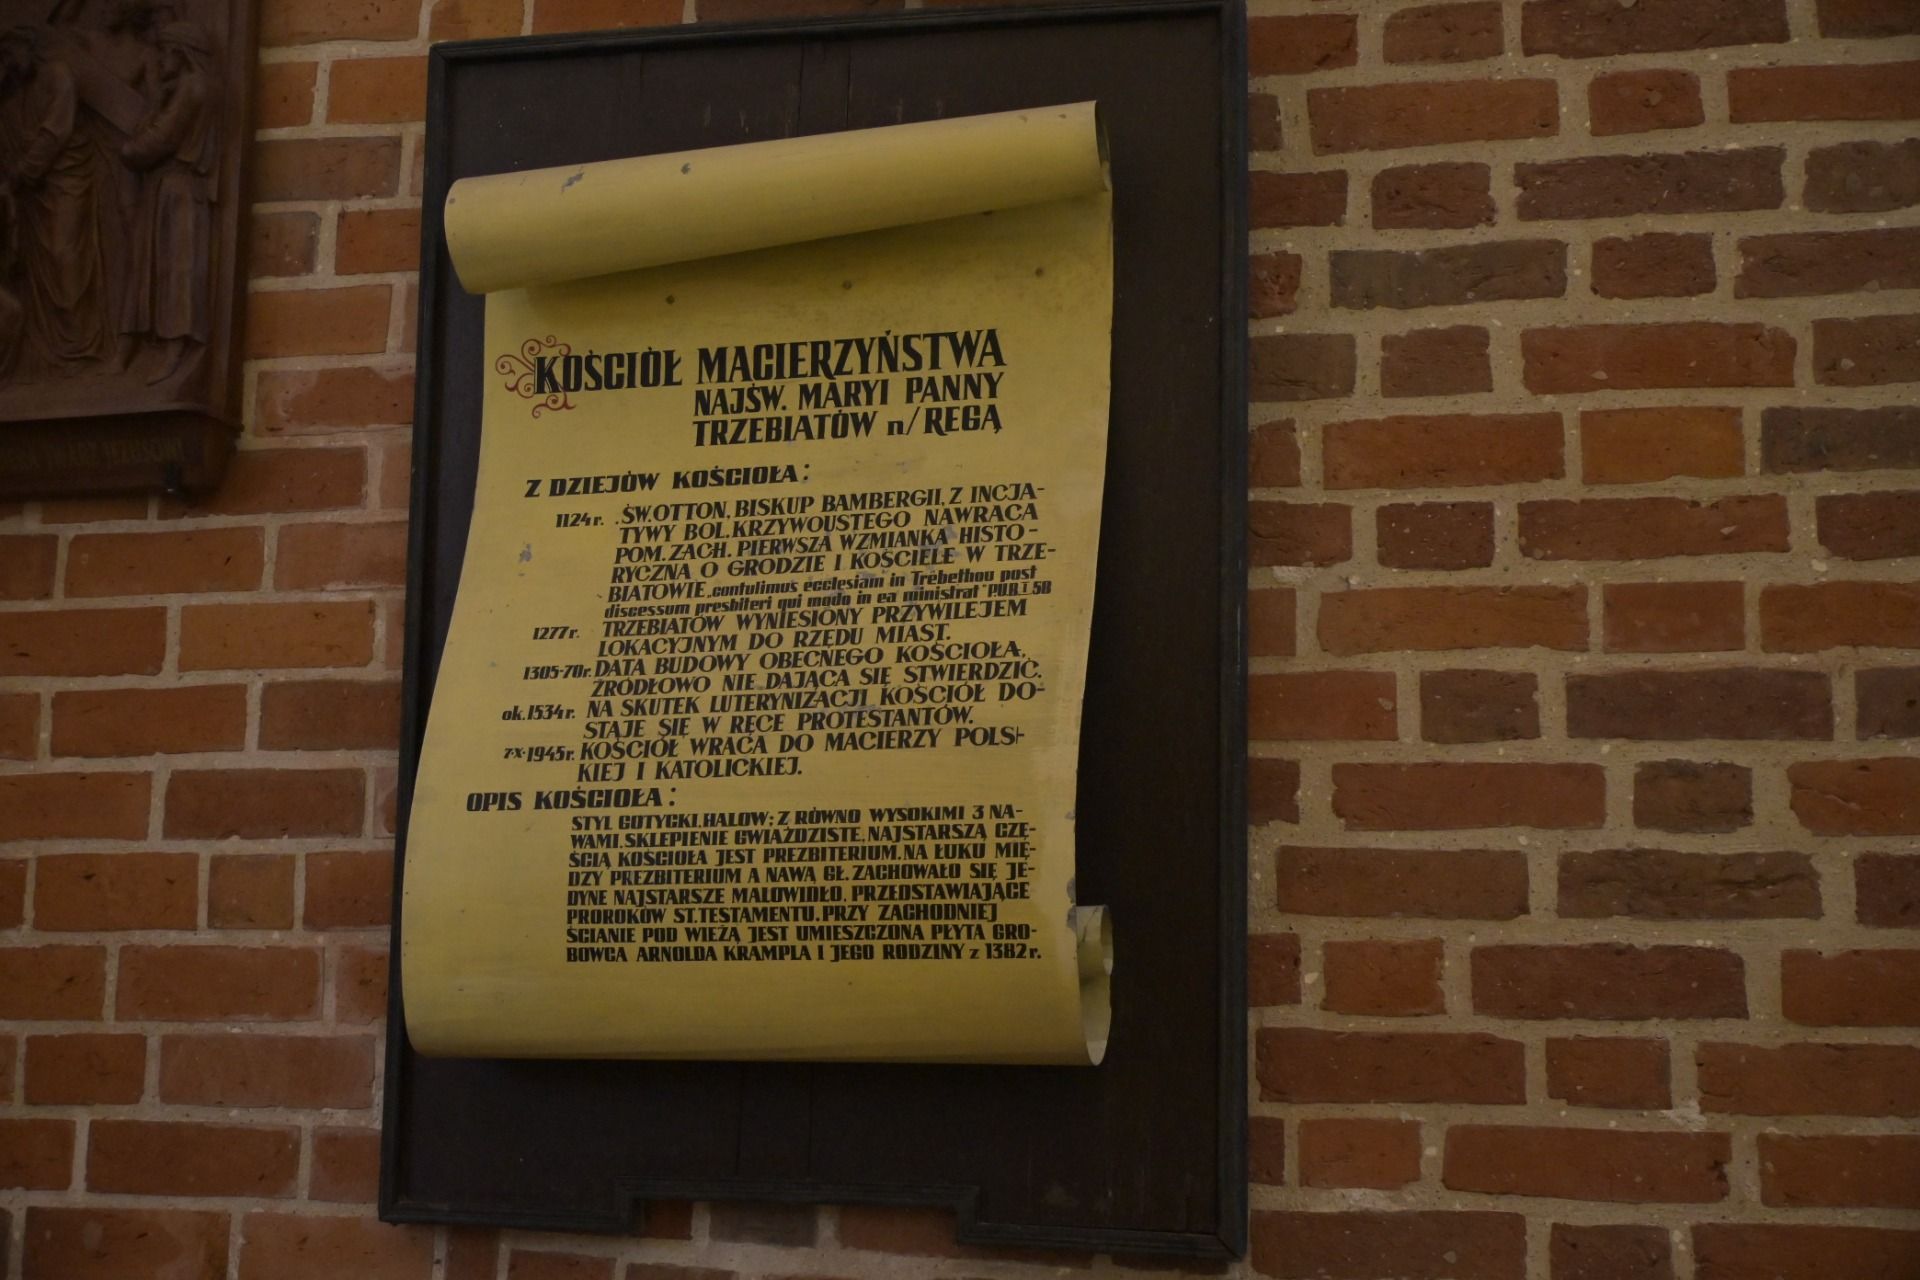 KOŚCIÓŁ MACIERZYŃSTWA
NAJŚW. MARYI PANNY
TRZEBIATÓW n/REGĄ
Z DZIEJÓW KOŚCIOŁA:
1124r. ŚW.OTTON, BISKUP BAMBERGII, Z INCJA-
TYWY BOL. KRZYWOUSTEGO NAWRACA
POM. ZACH. PIERWSZA WZMIANKA HISTO-
RYCZNA O GRODZIE I KOŚCIELE W TRZE-
BIATOWIE „contulimus ecclesiam in Trebethou post
discessum presbiteri qui modo in ea ministrat" P.U.B. I 58
1277r. TRZEBIATÓW WYNIESIONY PRZYWILEJEM
LOKACYJNYM DO RZĘDU MIAST.
1305-70r. DATA BUDOWY OBECNEGO KOŚCIOŁA,
ŹRÓDŁOWO NIE DAJĄCA SIĘ STWIERDZIĆ.
ok.1534r. NA SKUTEK LUTERYNIZACJI KOŚCIÓŁ DO-
STAJE SIĘ W RĘCE PROTESTANTÓW.
7-X-1945r. KOŚCIÓŁ WRACA DO MACIERZY POLS-
KIEJ I KATOLICKIEJ.
OPIS KOŚCIOŁA:
STYL GOTYCKI, HALOW; Z RÓWNO WYSOKIMI 3 NA-
WAMI, SKLEPIENIE GWIAŹDZISTE, NAJSTARSZĄ CZĘ-
ŚCIĄ KOŚCIOŁA JEST PREZBITERIUM. NA ŁUKU MIĘ-
DZY PREZBITERIUM A NAWĄ GŁ. ZACHOWAŁO SIĘ JE-
DYNE NAJSTARSZE MALOWIDŁO, PRZEDSTAWIAJĄCE
PROROKÓW ST. TESTAMENTU. PRZY ZACHODNIEJ
ŚCIANIE POD WIEŻĄ JEST UMIESZCZONA PŁYTA GRO-
BOWCA ARNOLDA KRAMPLA I JEGO RODZINY z 1382r.